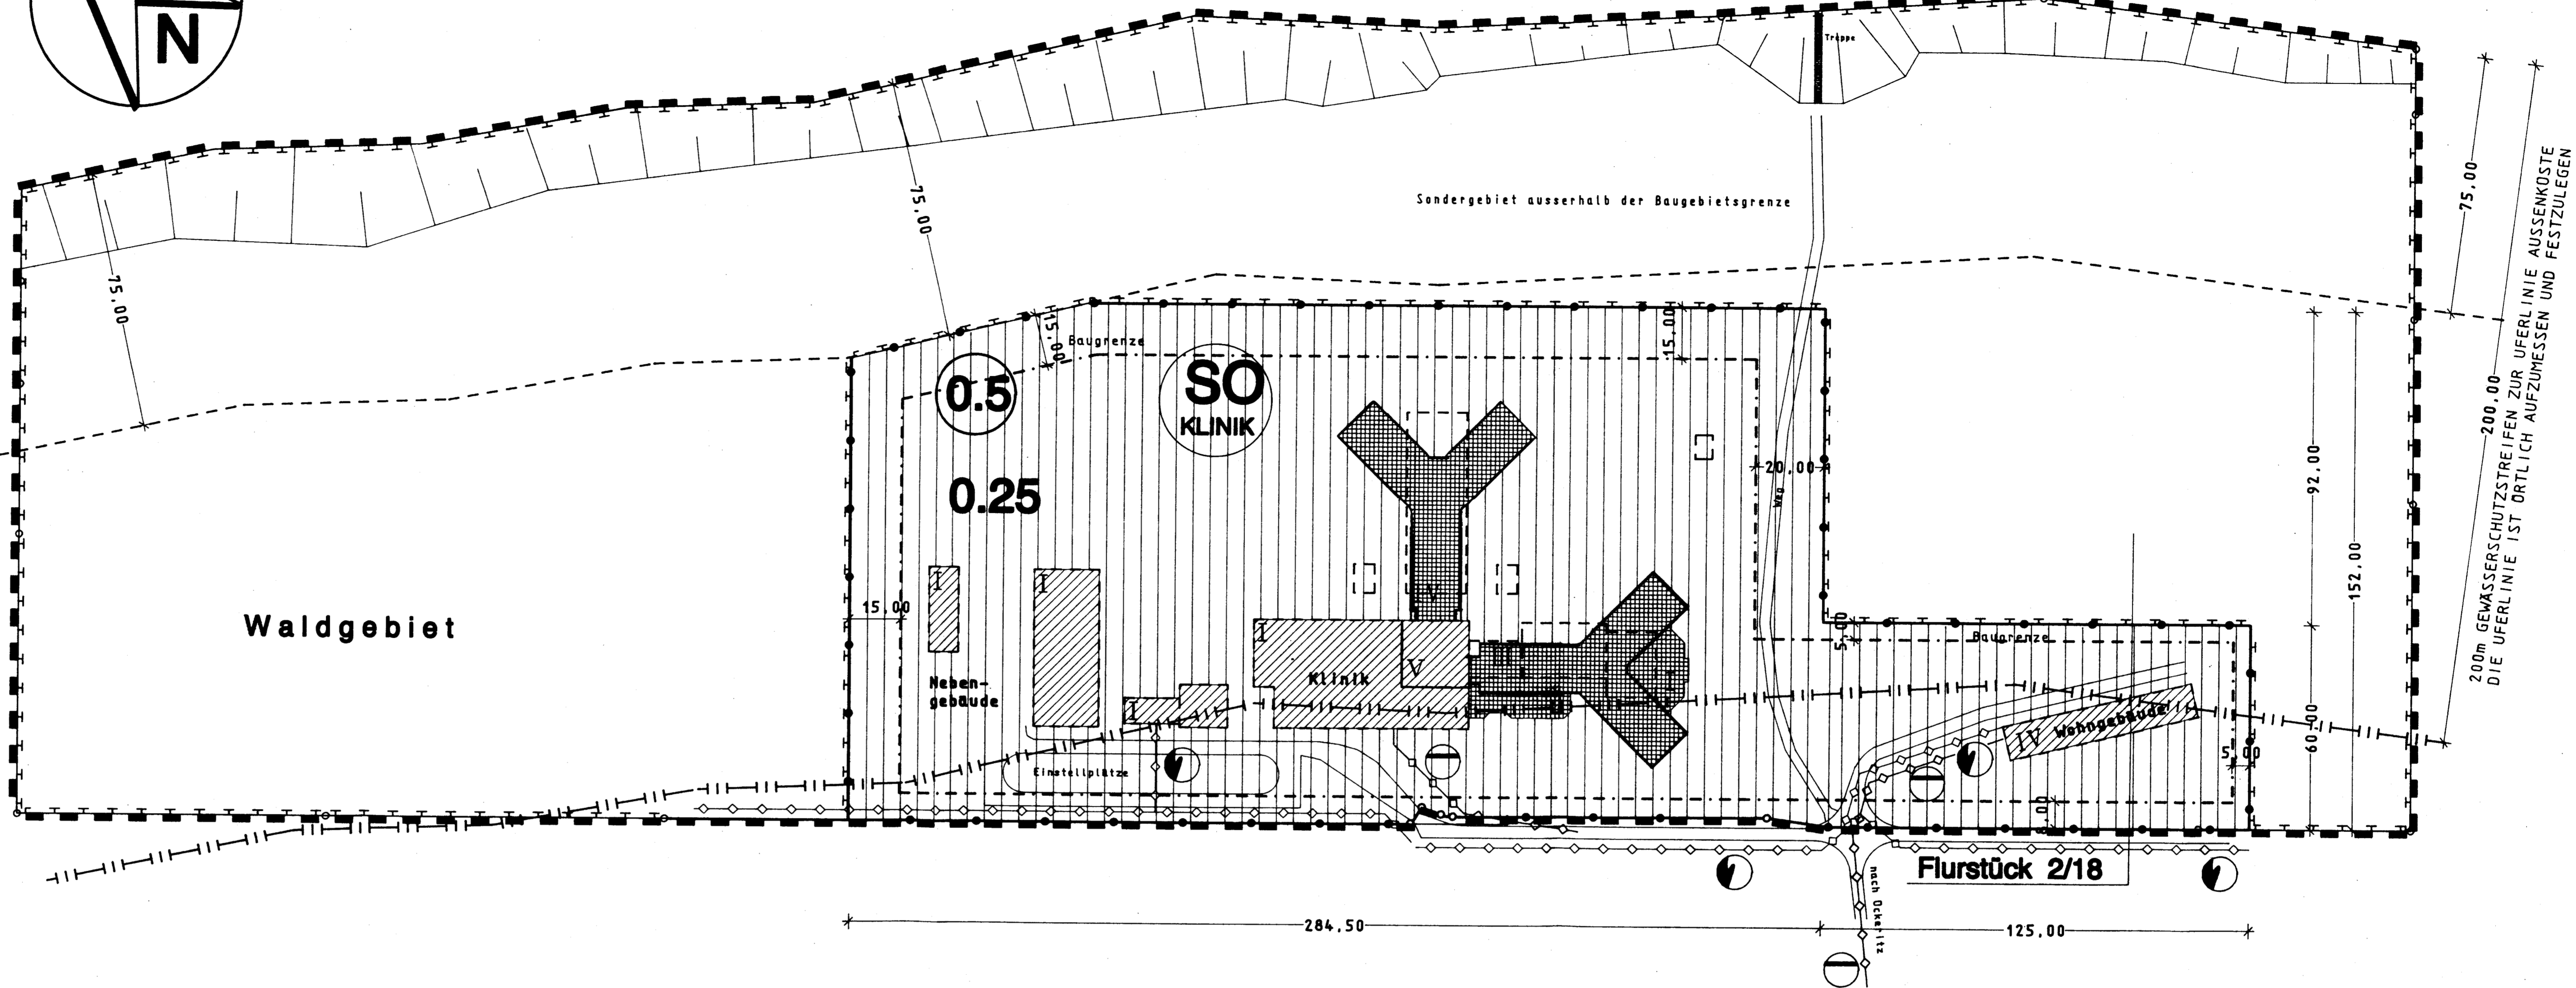 N
Treppe
75,00
75,00
75,00
Sondergebiet ausserhalb der Baugebietsgrenze
200,00
200m GEWÄSSERSCHUTZSTREIFEN ZUR UFERLINIE AUSSENKÜSTE
DIE UFERLINIE IST ÖRTLICH AUFZUMESSEN UND FESTZULEGEN
15,00
Baugrenze
15,00
0.5
SO
KLINIK
0.25
20,00
Weg
92,00
152,00
Waldgebiet
15,00
I
I
I
I
V
V
III
Klinik
Neben-
gebäude
5,00
Baugrenze
IV Wohngebäude
60,00
5,00
Einstellplätze
8,00
Flurstück 2/18
nach Ückeritz
284,50
125,00